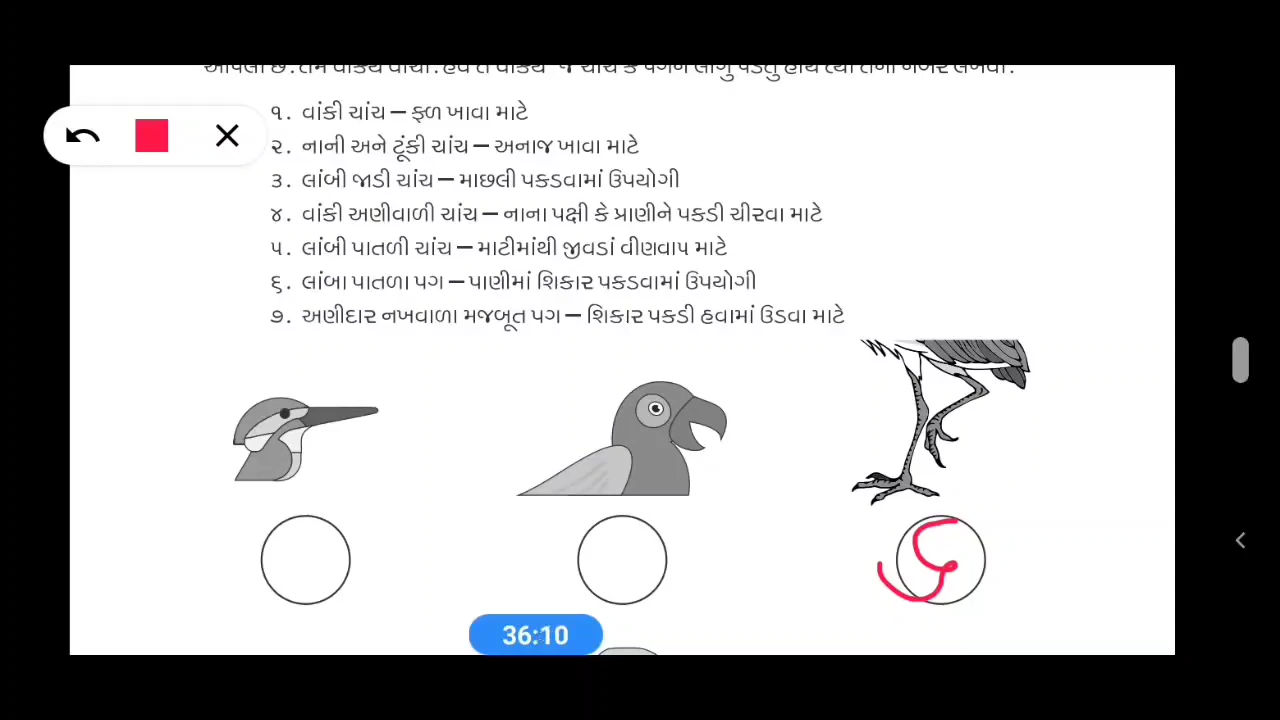 ૧. વાંકી ચાંચ – ફળ ખાવા માટે
૨. નાની અને ટૂંકી ચાંચ – અનાજ ખાવા માટે
૩. લાંબી જાડી ચાંચ – માછલી પકડવામાં ઉપયોગી
૪. વાંકી અણીવાળી ચાંચ – નાના પક્ષી કે પ્રાણીને પકડી ચીરવા માટે
૫. લાંબી પાતળી ચાંચ – માટીમાંથી જીવડાં વીણવાપ માટે
૬. લાંબા પાતળા પગ – પાણીમાં શિકાર પકડવામાં ઉપયોગી
૭. અણીદાર નખવાળા મજબૂત પગ – શિકાર પકડી હવામાં ઉડવા માટે
36:10